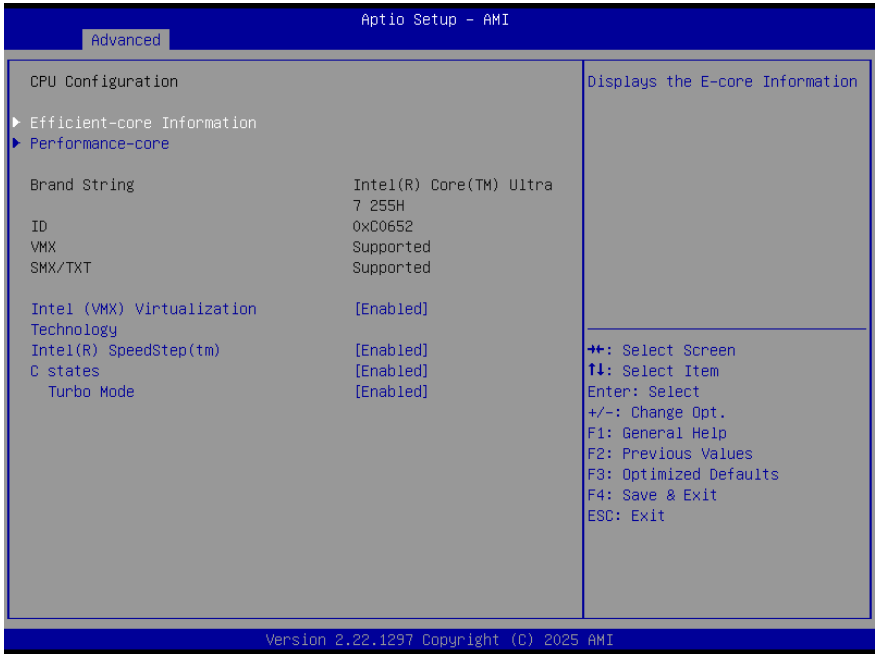 Aptio Setup – AMI
Advanced
CPU Configuration
Efficient-core Information
Performance-core
Brand String Intel(R) Core(TM) Ultra
7 255H
ID 0xC0652
VMX Supported
SMX/TXT Supported
Intel (VMX) Virtualization [Enabled]
Technology
Intel(R) SpeedStep(tm) [Enabled]
C states [Enabled]
Turbo Mode [Enabled]
Displays the E-core Information
→←: Select Screen
↑↓: Select Item
Enter: Select
+/-: Change Opt.
F1: General Help
F2: Previous Values
F3: Optimized Defaults
F4: Save & Exit
ESC: Exit
Version 2.22.1297 Copyright (C) 2025 AMI